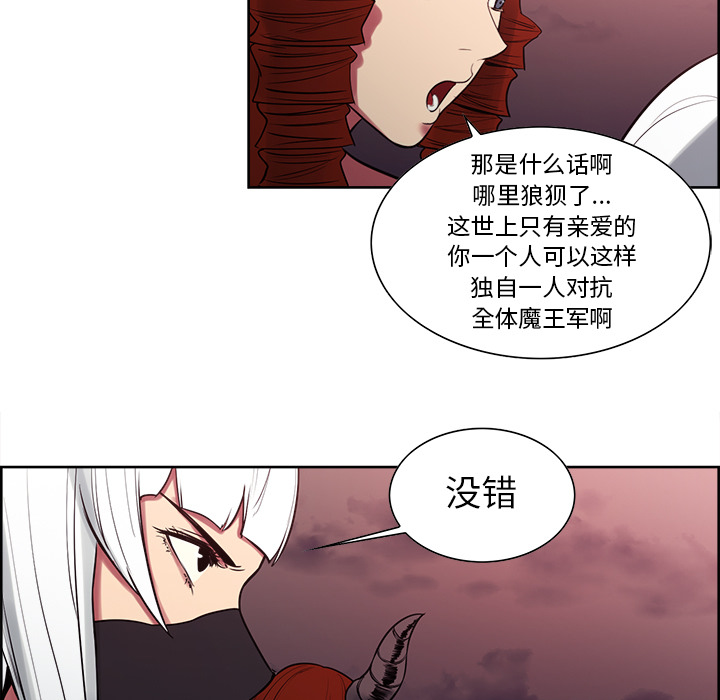 那是什么话啊
哪里狼狈了...
这世上只有亲爱的
你一个人可以这样
独自一人对抗
全体魔王军啊
没错